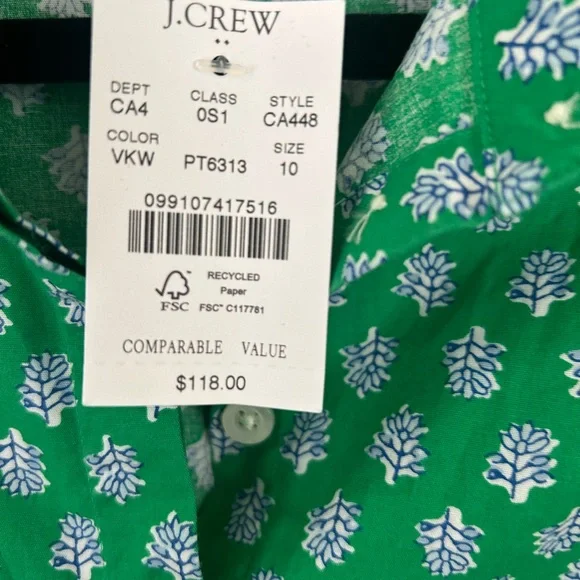 J.CREW
DEPT CLASS STYLE
CA4 0S1 CA448
COLOR SIZE
VKW PT6313 10
099107417516
RECYCLED
Paper
FSC FSC™ C117781
COMPARABLE VALUE
$118.00